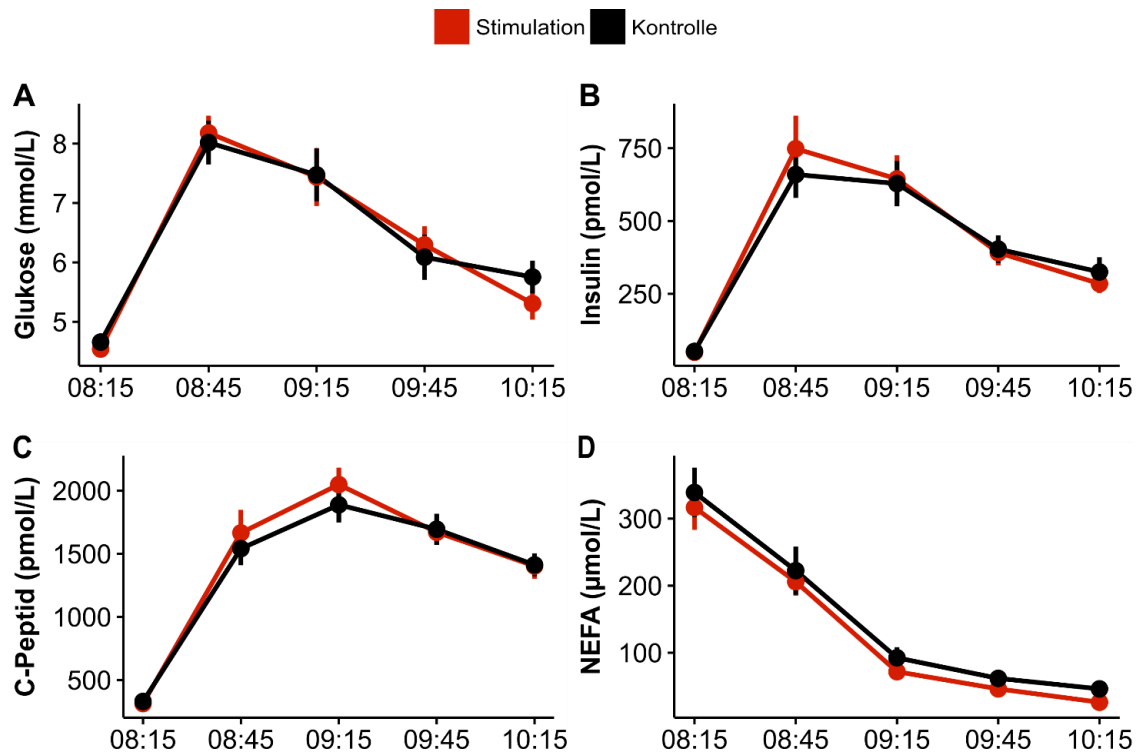 Stimulation Kontrolle
A
Glukose (mmol/L)
8
7
6
5
08:15 08:45 09:15 09:45 10:15
B
Insulin (pmol/L)
750
500
250
08:15 08:45 09:15 09:45 10:15
C
C-Peptid (pmol/L)
2000
1500
1000
500
08:15 08:45 09:15 09:45 10:15
D
NEFA (µmol/L)
300
200
100
08:15 08:45 09:15 09:45 10:15